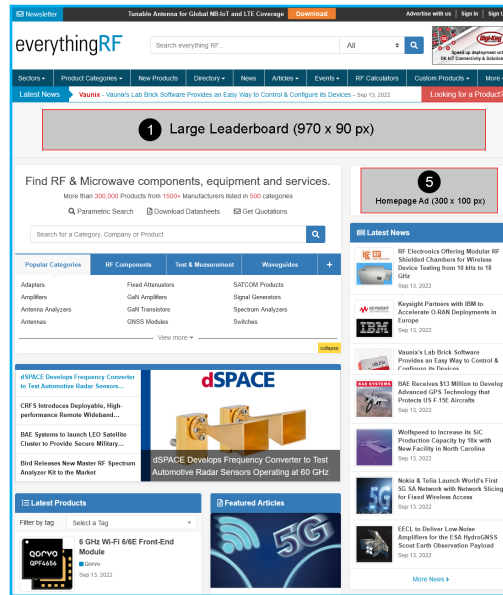 Newsletter
Tunable Antenna for Global NB-IoT and LTE Coverage
Download
Advertise with us | Sign In | Sign U
everythingRF
Search everything RF...
All
Digi-Key
Speed up deployment with
DK IoT Connectivity & Solution
Sectors
Product Categories
New Products
Directory
News
Articles
Events
RF Calculators
Custom Products
More
Latest News
Vaunix - Vaunix's Lab Brick Software Provides an Easy Way to Control & Configure its Devices - Sep 13, 2022
Looking for a Product?
1 Large Leaderboard (970 x 90 px)
Find RF & Microwave components, equipment and services.
More than 300,000 Products from 1500+ Manufacturers listed in 500 categories
Parametric Search
Download Datasheets
Get Quotations
Search for a Category, Company or Product
Popular Categories
RF Components
Test & Measurement
Waveguides
+
Adapters
Fixed Attenuators
SATCOM Products
Amplifiers
GaN Amplifiers
Signal Generators
Antenna Analyzers
GaN Transistors
Spectrum Analyzers
Antennas
GNSS Modules
Switches
View more
collapse
5
Homepage Ad (300 x 100 px)
Latest News
RF Electronics Offering Modular RF
Shielded Chambers for Wireless
Device Testing from 10 kHz to 18
GHz
Sep 13, 2022
KEYSIGHT
IBM
Keysight Partners with IBM to
Accelerate O-RAN Deployments in
Europe
Sep 13, 2022
Vaunix's Lab Brick Software
Provides an Easy Way to Control &
Configure its Devices
BAE SYSTEMS
BAE Receives $13 Million to Develop
Advanced GPS Technology that
Protects US F-15E Aircrafts
Sep 13, 2022
Wolfspeed to Increase its SiC
Production Capacity by 10x with
New Facility in North Carolina
Sep 13, 2022
5G
Nokia & Telia Launch World's First
5G SA Network with Network Slicing
for Fixed Wireless Access
Sep 13, 2022
EECL to Deliver Low-Noise
Amplifiers for the ESA HydroGNSS
Scout Earth Observation Payload
Sep 13, 2022
More News
dSPACE Develops Frequency Converter
to Test Automotive Radar Sensors...
CRFS Introduces Deployable, High-
performance Remote Wideband...
BAE Systems to launch LEO Satellite
Cluster to Provide Secure Military...
Bird Releases New Master RF Spectrum
Analyzer Kit to the Market
dSPACE
dSPACE Develops Frequency Converter to Test
Automotive Radar Sensors Operating at 60 GHz
Latest Products
Filter by tag
Select a Tag
QORVO
QPF4656
6 GHz Wi-Fi 6/6E Front-End
Module
Qorvo
Sep 13, 2022
Featured Articles
5G